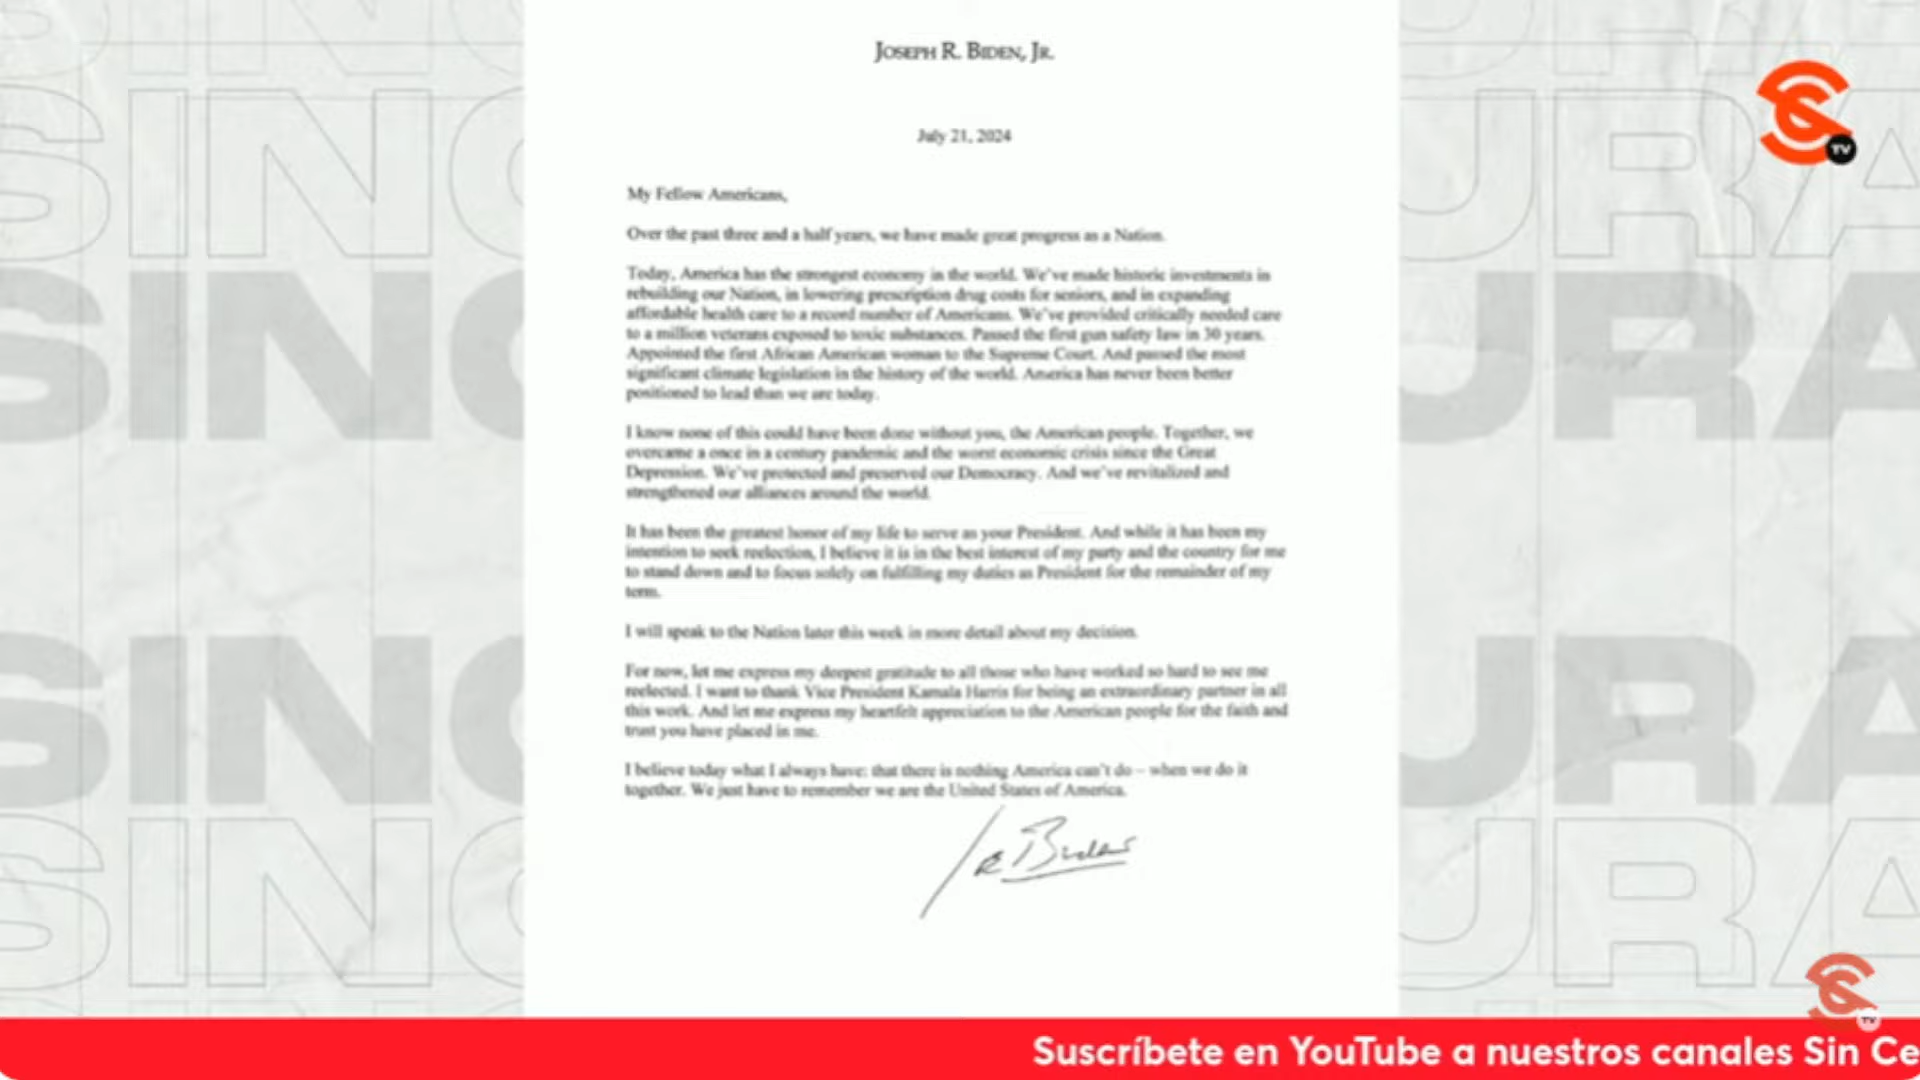 JOSEPH R. BIDEN, JR.
July 21, 2024
My Fellow Americans,
Over the past three and a half years, we have made great progress as a Nation.
Today, America has the strongest economy in the world. We've made historic investments in
rebuilding our Nation, in lowering prescription drug costs for seniors, and in expanding
affordable health care to a record number of Americans. We've provided critically needed care
to a million veterans exposed to toxic substances. Passed the first gun safety law in 30 years.
Appointed the first African American woman to the Supreme Court. And passed the most
significant climate legislation in the history of the world. America has never been better
positioned to lead than we are today.
I know none of this could have been done without you, the American people. Together, we
overcame a once in a century pandemic and the worst economic crisis since the Great
Depression. We've protected and preserved our Democracy. And we've revitalized and
strengthened our alliances around the world.
It has been the greatest honor of my life to serve as your President. And while it has been my
intention to seek reelection, I believe it is in the best interest of my party and the country for me
to stand down and to focus solely on fulfilling my duties as President for the remainder of my
term.
I will speak to the Nation later this week in more detail about my decision.
For now, let me express my deepest gratitude to all those who have worked so hard to see me
reelected. I want to thank Vice President Kamala Harris for being an extraordinary partner in all
this work. And let me express my heartfelt appreciation to the American people for the faith and
trust you have placed in me.
I believe today what I always have: that there is nothing America can't do – when we do it
together. We just have to remember we are the United States of America.
Joe Biden
SINC
SINC
SINC
SINC
URA
URA
URA
URA
TV
TV
Suscríbete en YouTube a nuestros canales Sin Ce